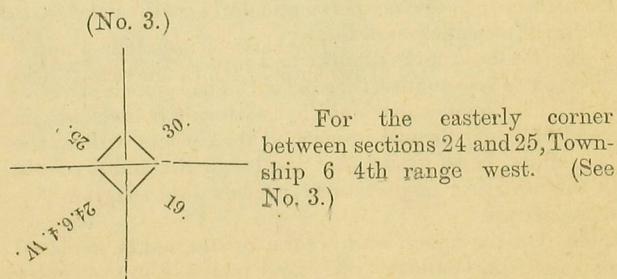 (No. 3.)
25.
30.
24.6.4.W.
19.
For the easterly corner
between sections 24 and 25, Town-
ship 6 4th range west. (See
No. 3.)